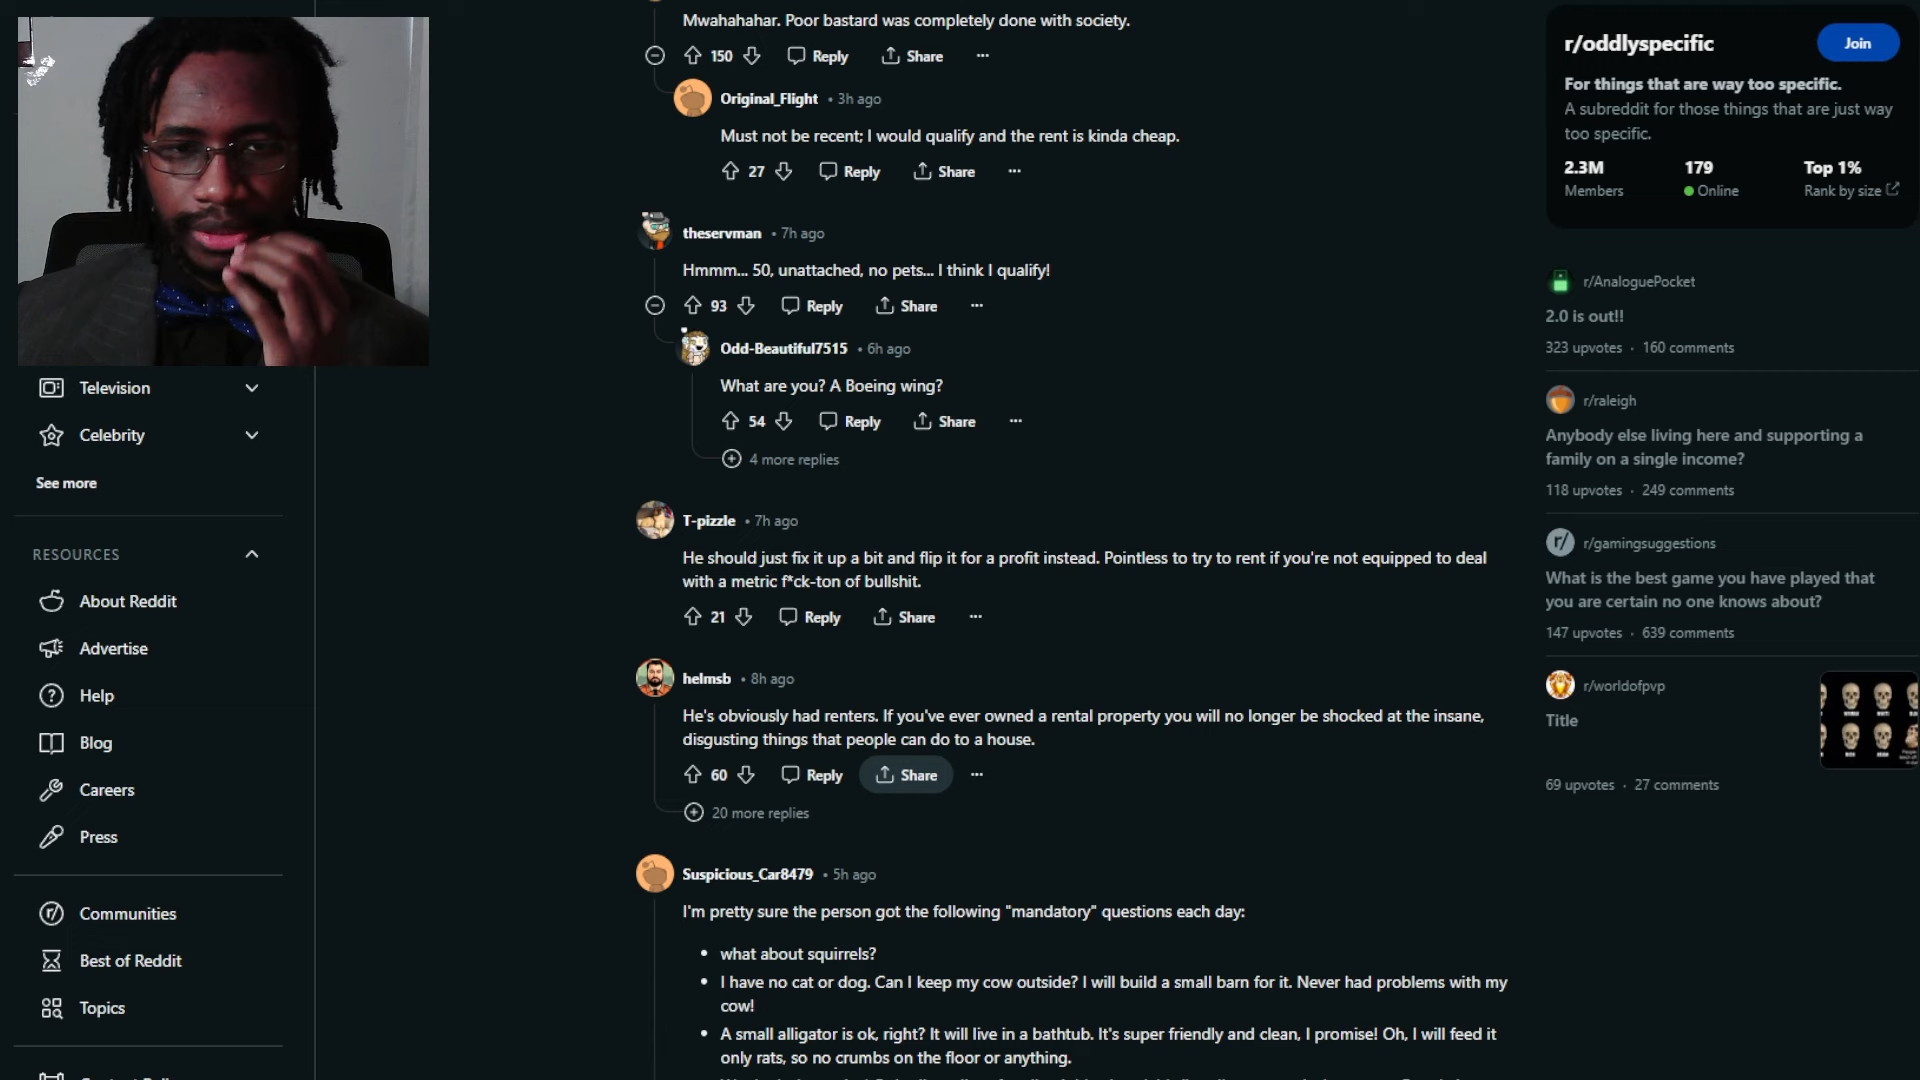 Mwahahahar. Poor bastard was completely done with society.
150 Reply Share
Original_Flight • 3h ago
Must not be recent; I would qualify and the rent is kinda cheap.
27 Reply Share
theservman • 7h ago
Hmmm... 50, unattached, no pets... I think I qualify!
93 Reply Share
Odd-Beautiful7515 • 6h ago
What are you? A Boeing wing?
54 Reply Share
4 more replies
T-pizzle • 7h ago
He should just fix it up a bit and flip it for a profit instead. Pointless to try to rent if you're not equipped to deal
with a metric f*ck-ton of bullshit.
21 Reply Share
helmsb • 8h ago
He's obviously had renters. If you've ever owned a rental property you will no longer be shocked at the insane,
disgusting things that people can do to a house.
60 Reply Share
20 more replies
Suspicious_Car8479 • 5h ago
I'm pretty sure the person got the following "mandatory" questions each day:
• what about squirrels?
• I have no cat or dog. Can I keep my cow outside? I will build a small barn for it. Never had problems with my
cow!
• A small alligator is ok, right? It will live in a bathtub. It's super friendly and clean, I promise! Oh, I will feed it
only rats, so no crumbs on the floor or anything.
Television
Celebrity
See more
RESOURCES
About Reddit
Advertise
Help
Blog
Careers
Press
Communities
Best of Reddit
Topics
r/oddlyspecific Join
For things that are way too specific.
A subreddit for those things that are just way
too specific.
2.3M 179 Top 1%
Members Online Rank by size
r/AnaloguePocket
2.0 is out!!
323 upvotes · 160 comments
r/raleigh
Anybody else living here and supporting a
family on a single income?
118 upvotes · 249 comments
r/gamingsuggestions
What is the best game you have played that
you are certain no one knows about?
147 upvotes · 639 comments
r/worldofpvp
Title
69 upvotes · 27 comments